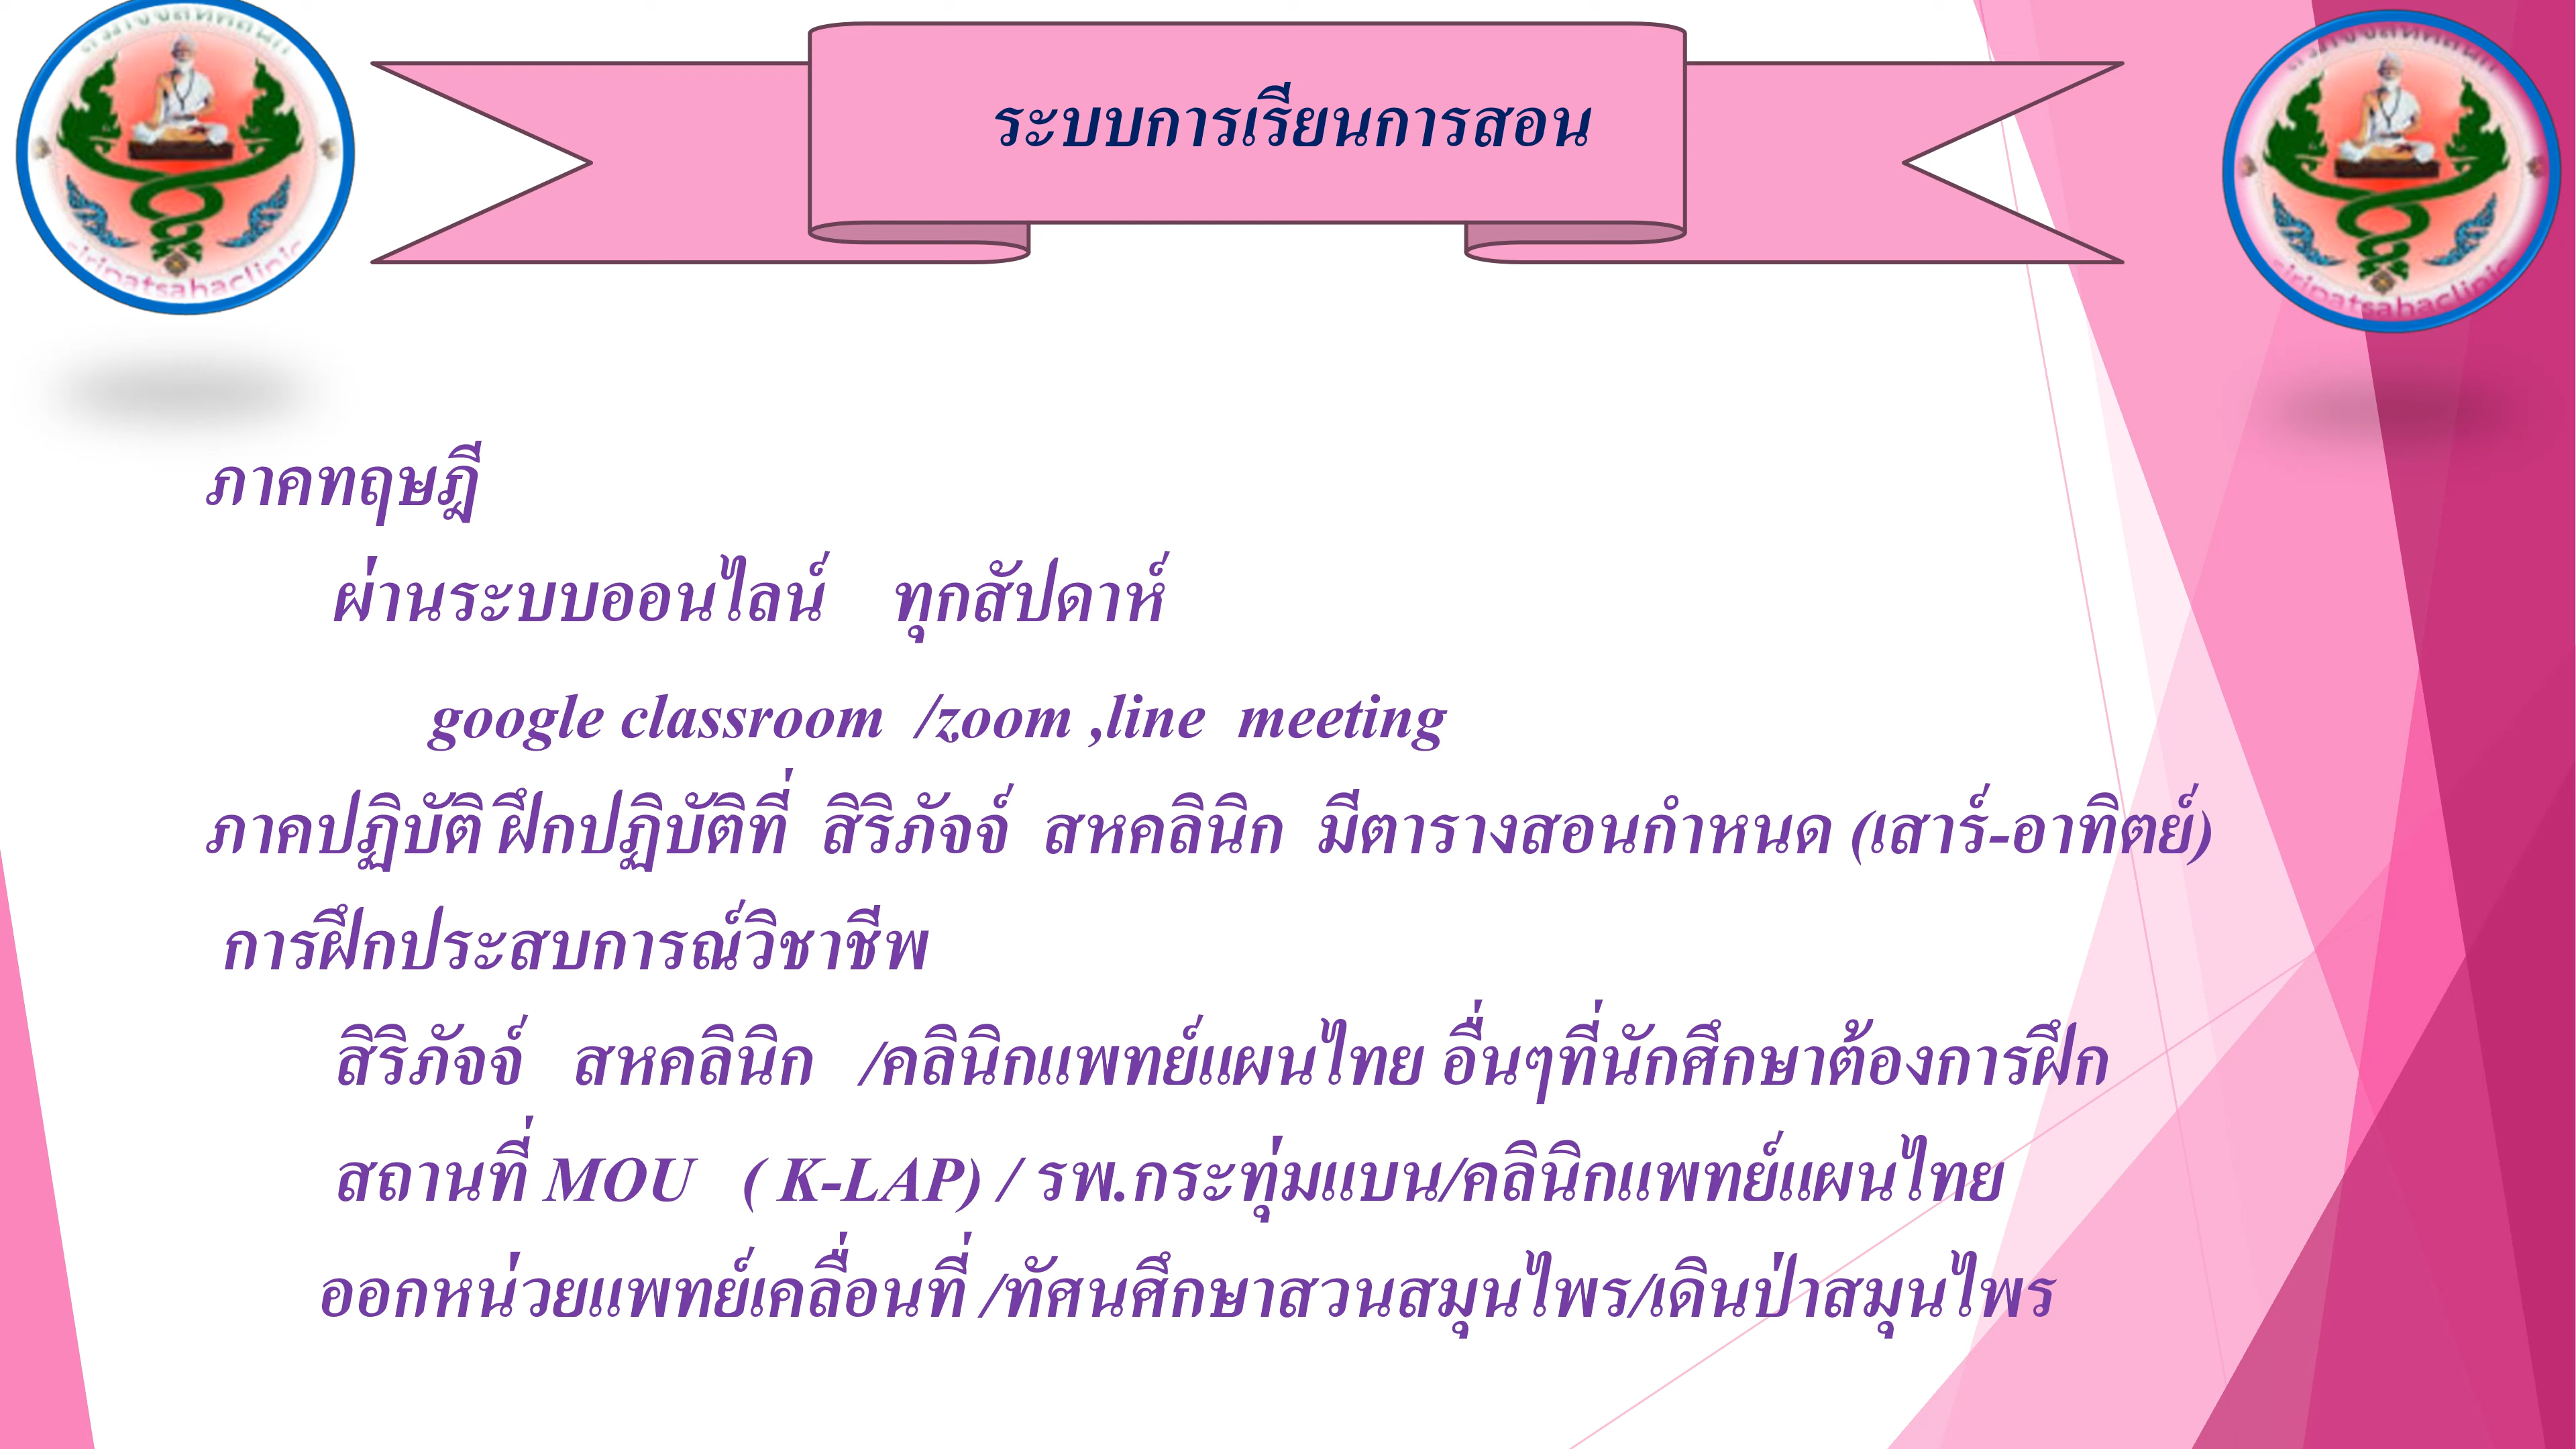 ระบบการเรียนการสอน
ภาคทฤษฎี
ผ่านระบบออนไลน์ ทุกสัปดาห์
google classroom /zoom ,line meeting
ภาคปฏิบัติ ฝึกปฏิบัติที่ สิริภัจจ์ สหคลินิก มีตารางสอนกำหนด (เสาร์-อาทิตย์)
การฝึกประสบการณ์วิชาชีพ
สิริภัจจ์ สหคลินิก /คลินิกแพทย์แผนไทย อื่นๆที่นักศึกษาต้องการฝึก
สถานที่ MOU ( K-LAP) / รพ.กระทุ่มแบน/คลินิกแพทย์แผนไทย
ออกหน่วยแพทย์เคลื่อนที่ /ทัศนศึกษาสวนสมุนไพร/เดินป่าสมุนไพร